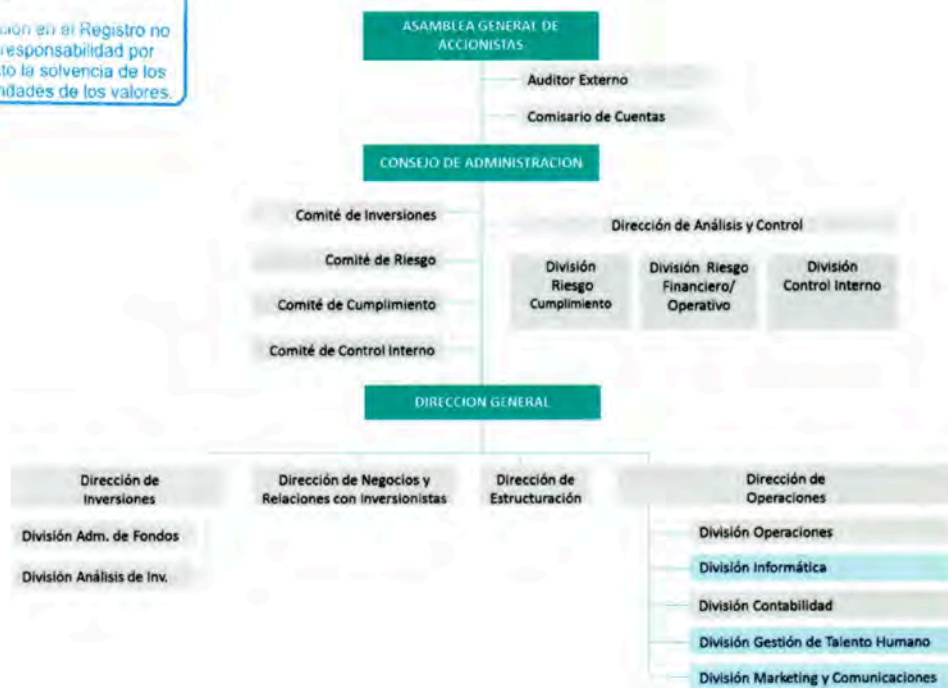 en el Registro no
responsabilidad por
la solvencia de los
de los valores.
ASAMBLEA GENERAL DE
ACCIONISTAS
Auditor Externo
Comisario de Cuentas
CONSEJO DE ADMINISTRACION
Comité de Inversiones
Comité de Riesgo
Comité de Cumplimiento
Comité de Control Interno
Dirección de Análisis y Control
División
Riesgo
Cumplimiento
División Riesgo
Financiero/
Operativo
División
Control Interno
DIRECCION GENERAL
Dirección de
Inversiones
División Adm. de Fondos
División Análisis de Inv.
Dirección de Negocios y
Relaciones con Inversionistas
Dirección de
Estructuración
Dirección de
Operaciones
División Operaciones
División Informática
División Contabilidad
División Gestión de Talento Humano
División Marketing y Comunicaciones